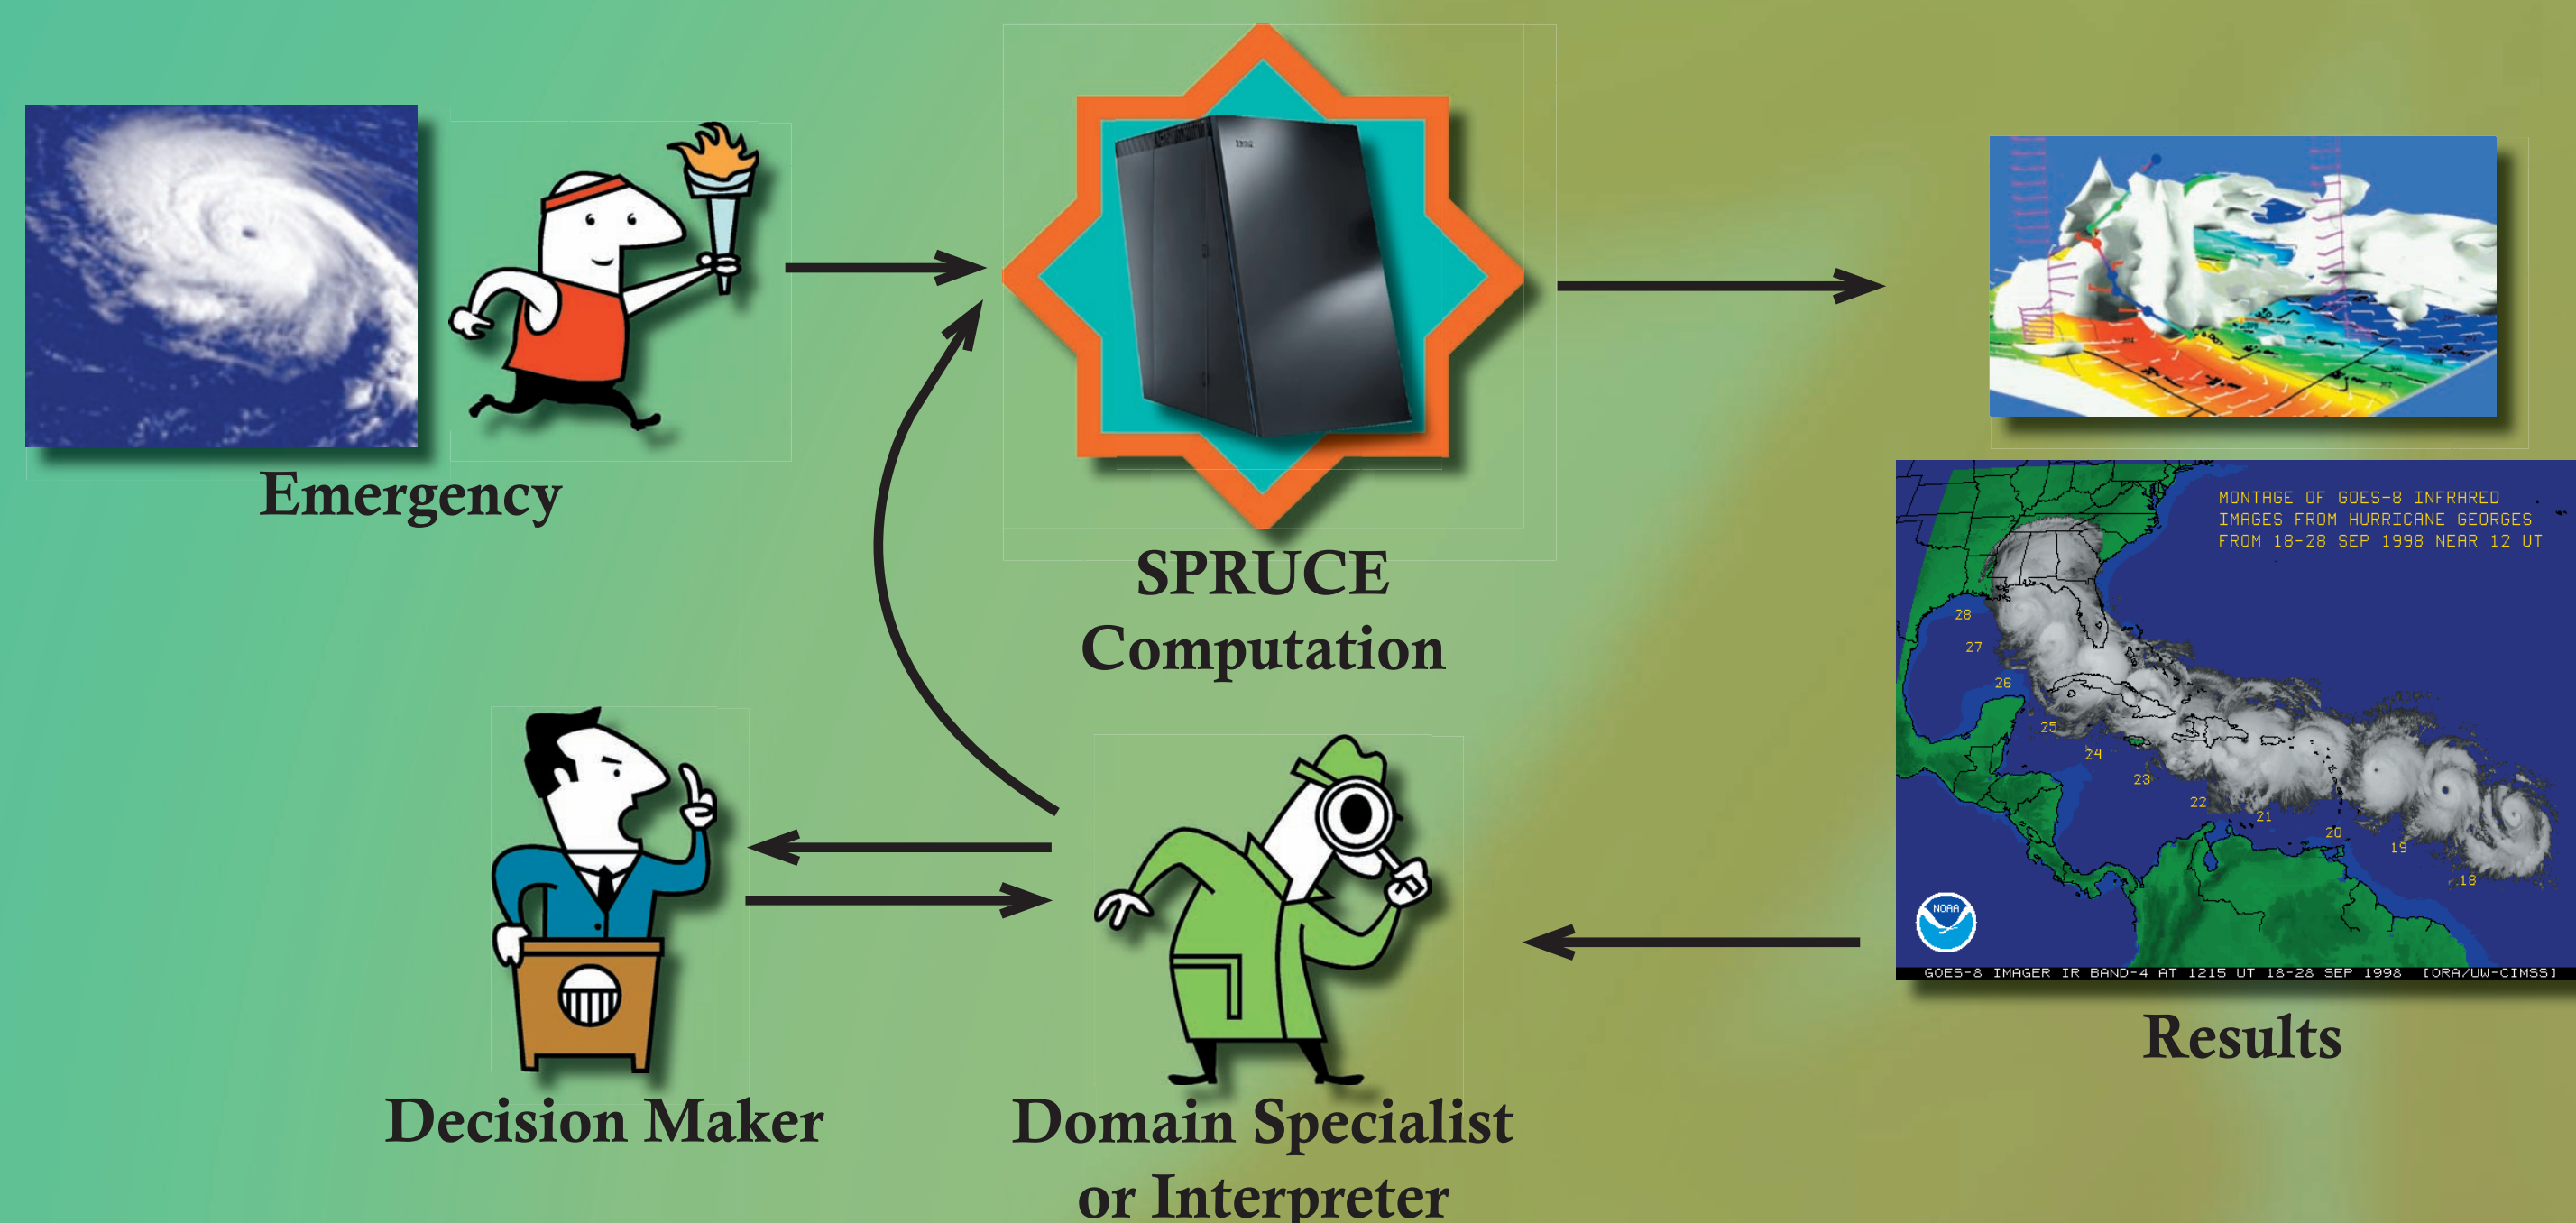 Emergency
SPRUCE
Computation
MONTAGE OF GOES-8 INFRARED
IMAGES FROM HURRICANE GEORGES
FROM 18-28 SEP 1998 NEAR 12 UT
28
27
26
25
24
23
22
21
20
19
18
NOAA
GOES-8 IMAGER IR BAND-4 AT 1215 UT 18-28 SEP 1998 [ORA/UW-CIMSS]
Results
Decision Maker
Domain Specialist
or Interpreter